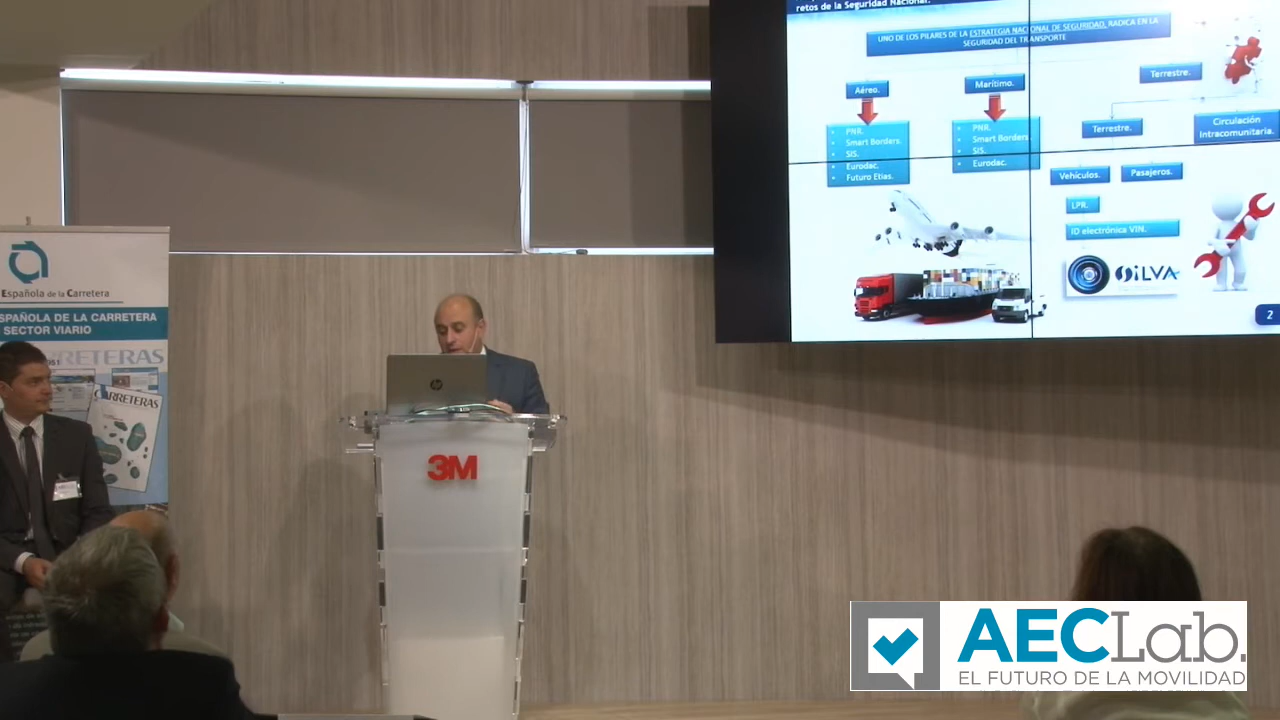 retos de la Seguridad Nacional.
UNO DE LOS PILARES DE LA ESTRATEGIA NACIONAL DE SEGURIDAD, RADICA EN LA
SEGURIDAD DEL TRANSPORTE
Aéreo.
Marítimo.
Terrestre.
• PNR.
• Smart Borders.
• SIS.
• Eurodac.
• Futuro Etias.
• PNR.
• Smart Borders.
• SIS.
• Eurodac.
Terrestre.
Circulación
Intracomunitaria.
Vehículos.
Pasajeros.
LPR.
ID electrónica VIN.
SiLVA
2
Española de la Carretera
SPAÑOLA DE LA CARRETERA
SECTOR VIARIO
RRETERAS
CARRETERAS
hp
3M
AECLab.
EL FUTURO DE LA MOVILIDAD